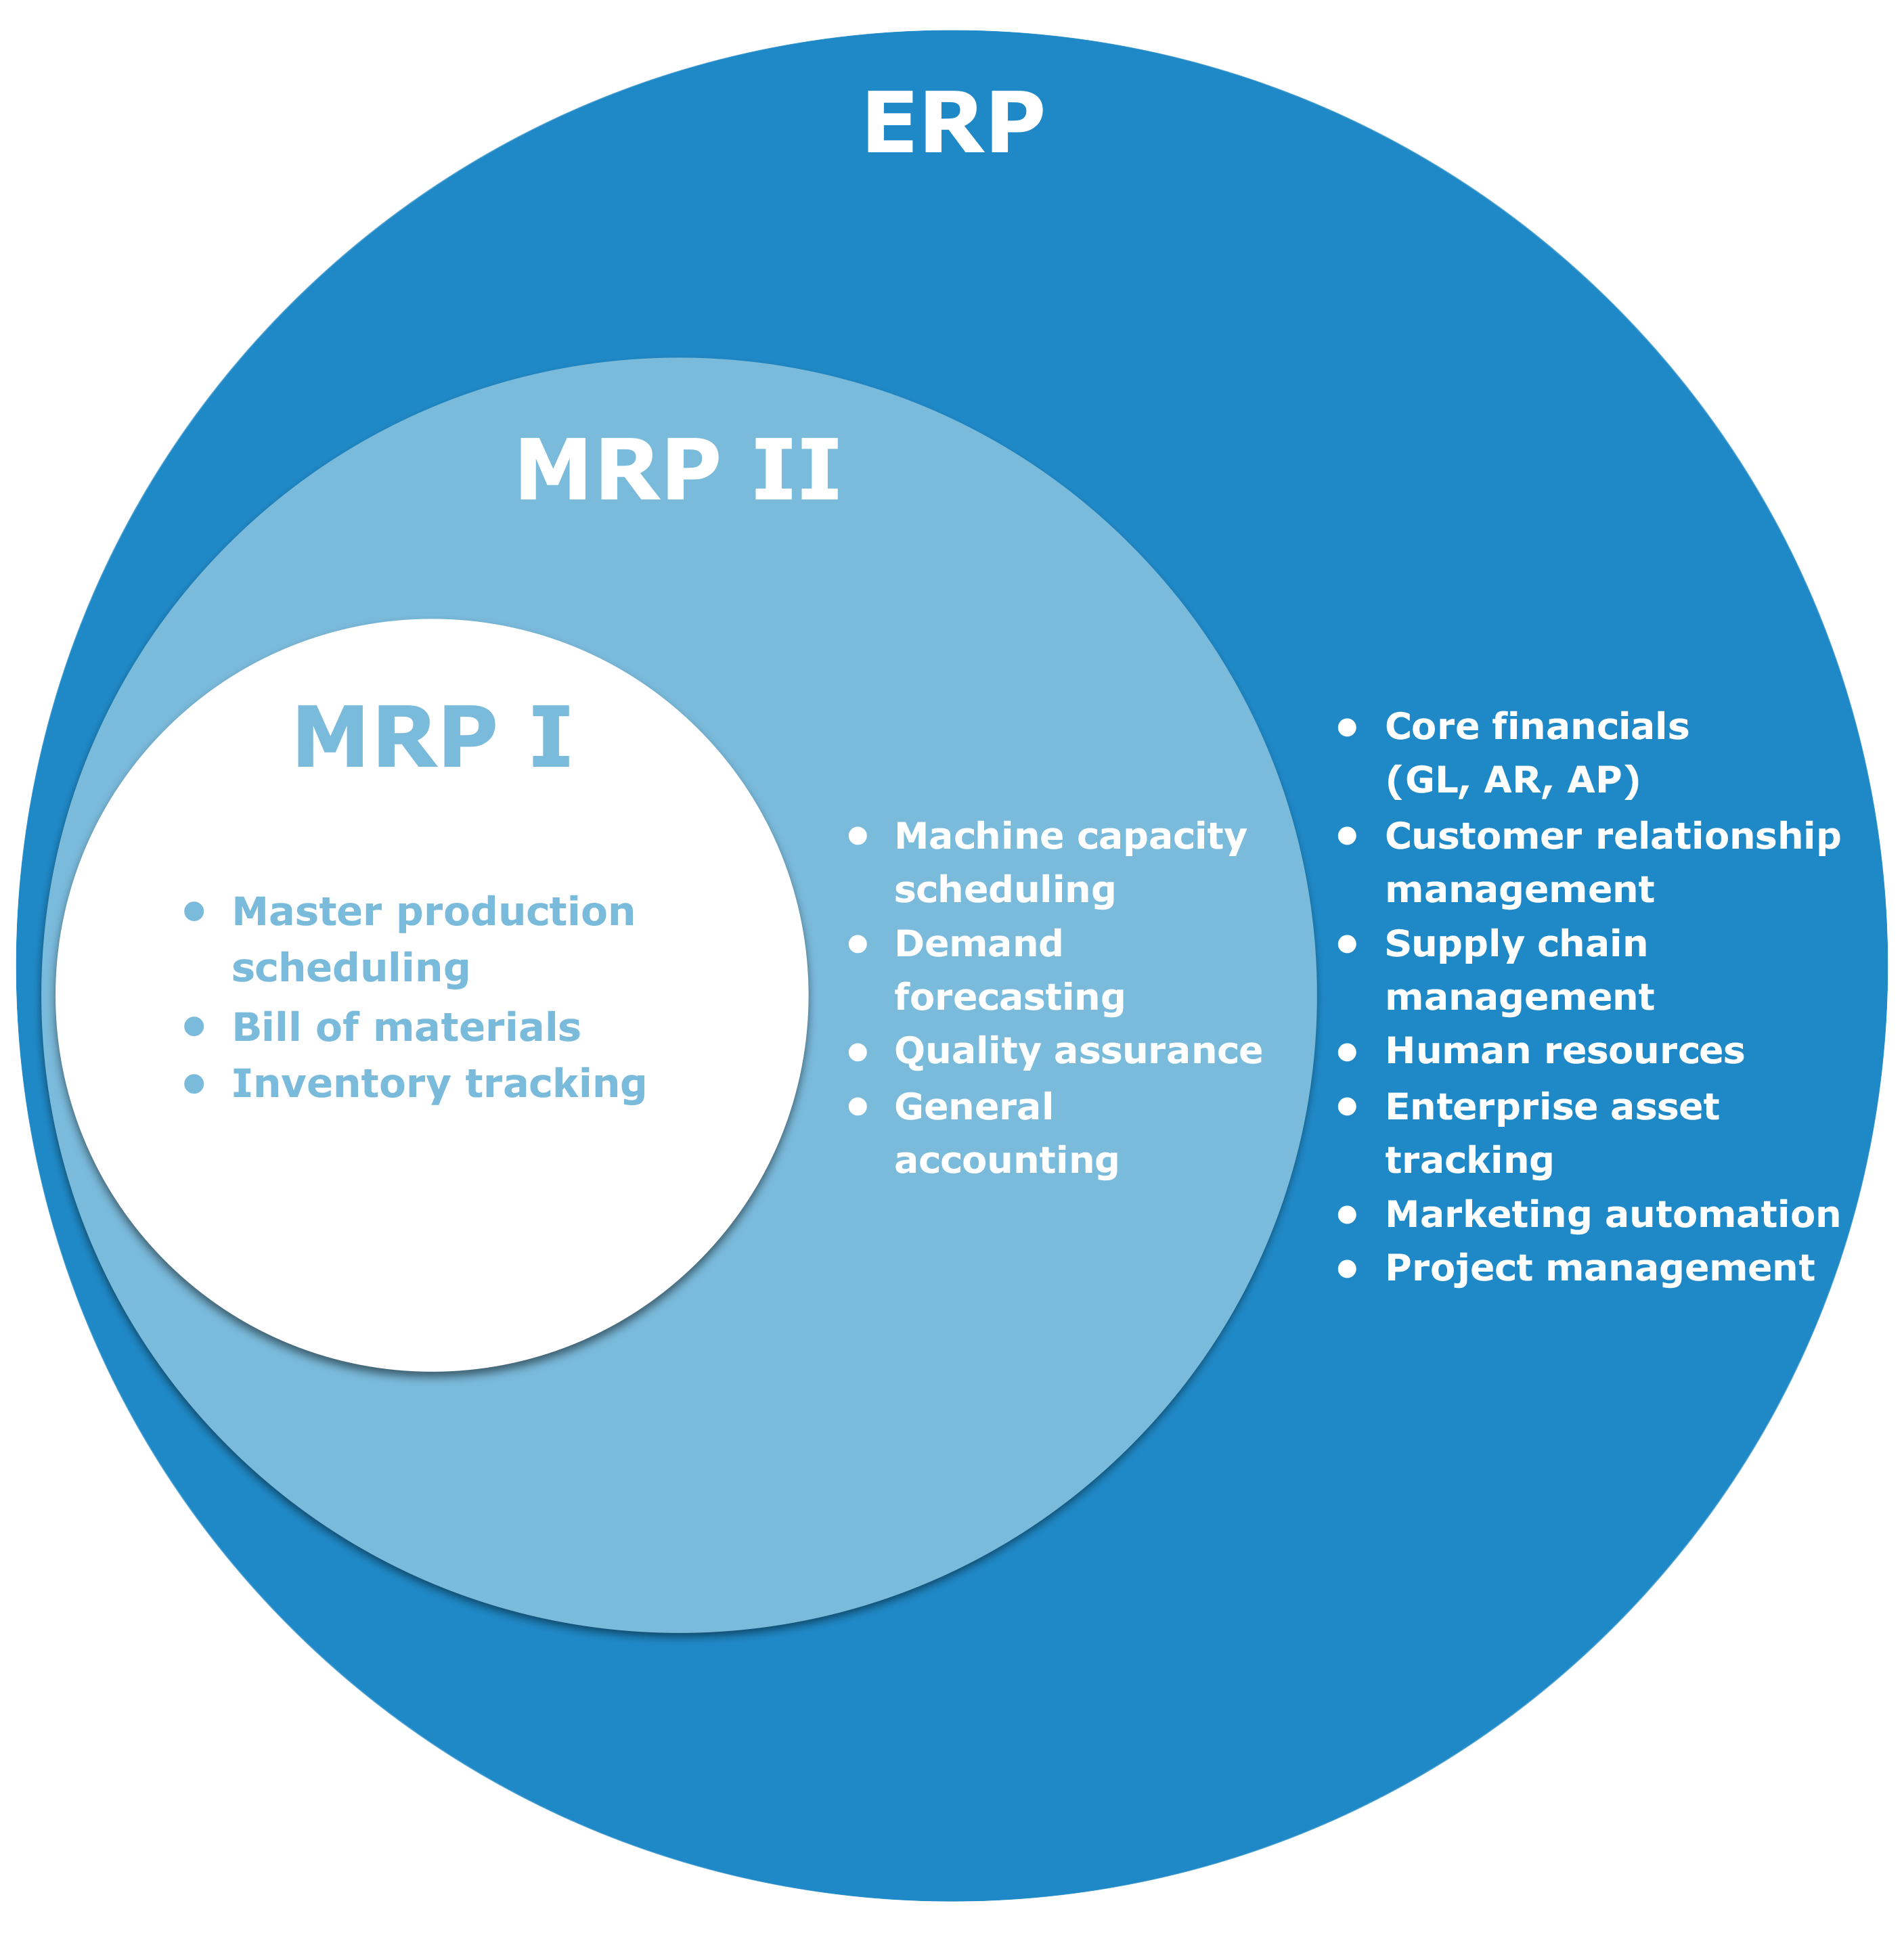 ERP
MRP II
MRP I
● Master production
scheduling
● Bill of materials
● Inventory tracking
● Machine capacity
scheduling
● Demand
forecasting
● Quality assurance
● General
accounting
● Core financials
(GL, AR, AP)
● Customer relationship
management
● Supply chain
management
● Human resources
● Enterprise asset
tracking
● Marketing automation
● Project management